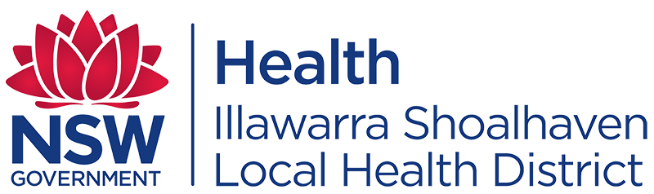 NSW
GOVERNMENT
Health
Illawarra Shoalhaven
Local Health District